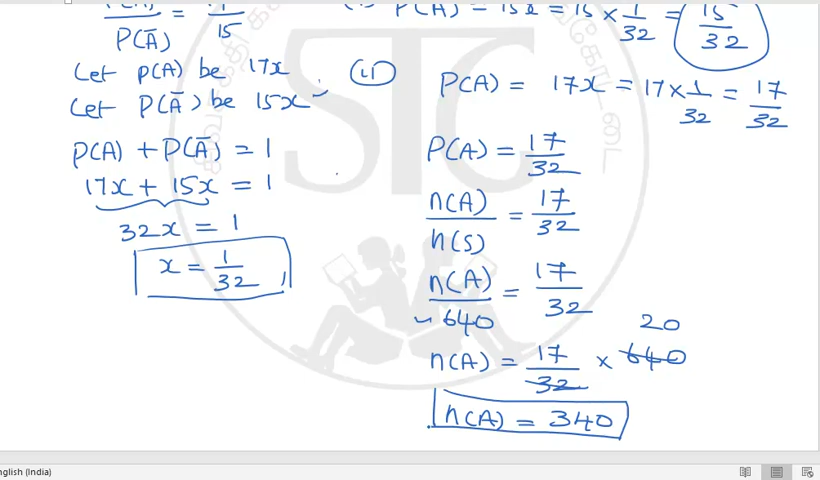 P(Ā) 15
P(Ā) = 15x = 15 × 1/32 = 15/32
Let P(A) be 17x
Let P(Ā) be 15x
P(A) + P(Ā) = 1
17x + 15x = 1
32x = 1
x = 1/32
(ii)
P(A) = 17x = 17 × 1/32 = 17/32
P(A) = 17/32
n(A)/n(S) = 17/32
n(A)/640 = 17/32
20
n(A) = 17/32 × 640
n(A) = 340
STC
English (India)